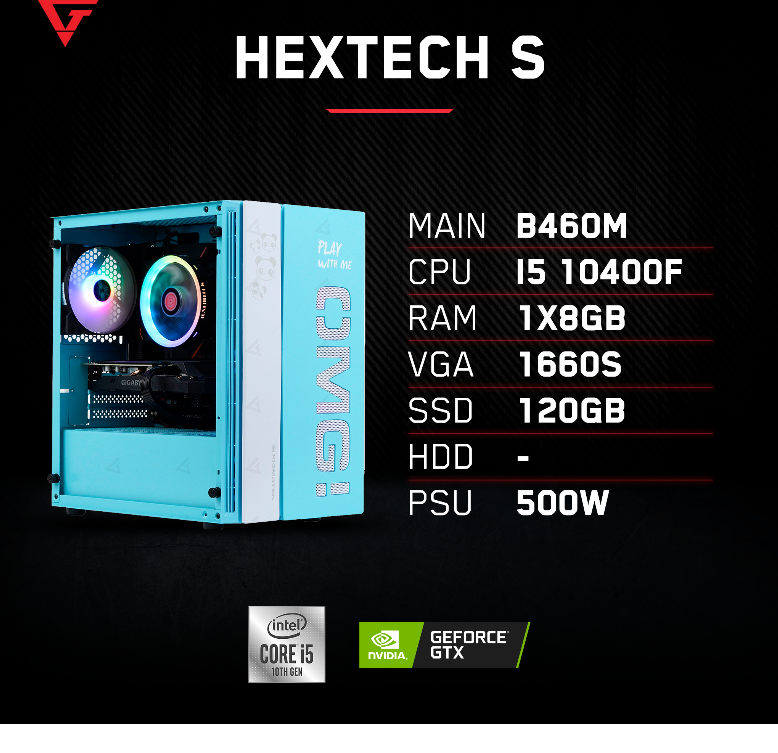 HEXTECH S
PLAY
WITH ME
OMG!
GIGABY
MAIN B460M
CPU I5 10400F
RAM 1X8GB
VGA 1660S
SSD 120GB
HDD -
PSU 500W
intel
CORE i5
10TH GEN
NVIDIA.
GEFORCE
GTX